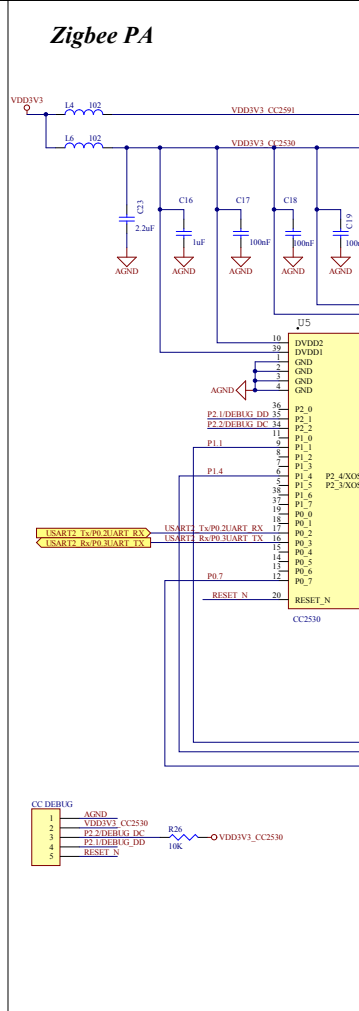 Zigbee PA
VDD3V3
L4 102
VDD3V3_CC2591
L6 102
VDD3V3_CC2530
C23
2.2uF
C16
1uF
C17
100nF
C18
100nF
C19
AGND
AGND
AGND
AGND
AGND
U5
10 DVDD2
39 DVDD1
1 GND
2 GND
3 GND
4 GND
AGND
36 P2_0
P2.1/DEBUG_DD 35 P2_1
P2.2/DEBUG_DC 34 P2_2
11 P1_0
P1.1 9 P1_1
8 P1_2
7 P1_3
P1.4 6 P1_4
5 P1_5
38 P1_6
37 P1_7
19 P0_0
18 P0_1
USART2_Tx/P0.2UART_RX USART2_Tx/P0.2UART_RX 17 P0_2
USART2_Rx/P0.3UART_TX USART2_Rx/P0.3UART_TX 16 P0_3
15 P0_4
14 P0_5
13 P0_6
P0.7 12 P0_7
RESET_N 20 RESET_N
P2_4/XOS
P2_3/XOS
CC2530
CC DEBUG
1 AGND
2 VDD3V3_CC2530
3 P2.2/DEBUG_DC
4 P2.1/DEBUG_DD
5 RESET_N
R26
10K
VDD3V3_CC2530